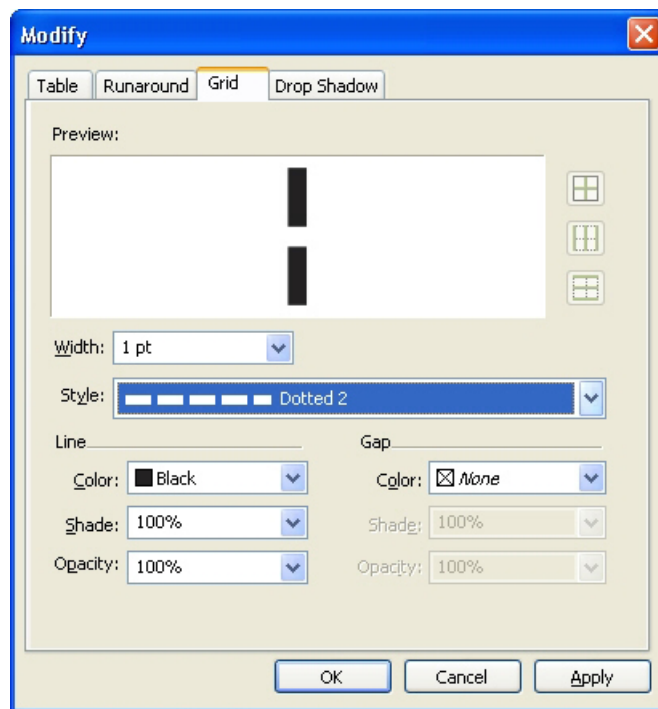 Modify
Table Runaround Grid Drop Shadow
Preview:
Width: 1 pt
Style: Dotted 2
Line Gap
Color: Black Color: None
Shade: 100% Shade: 100%
Opacity: 100% Opacity: 100%
OK Cancel Apply